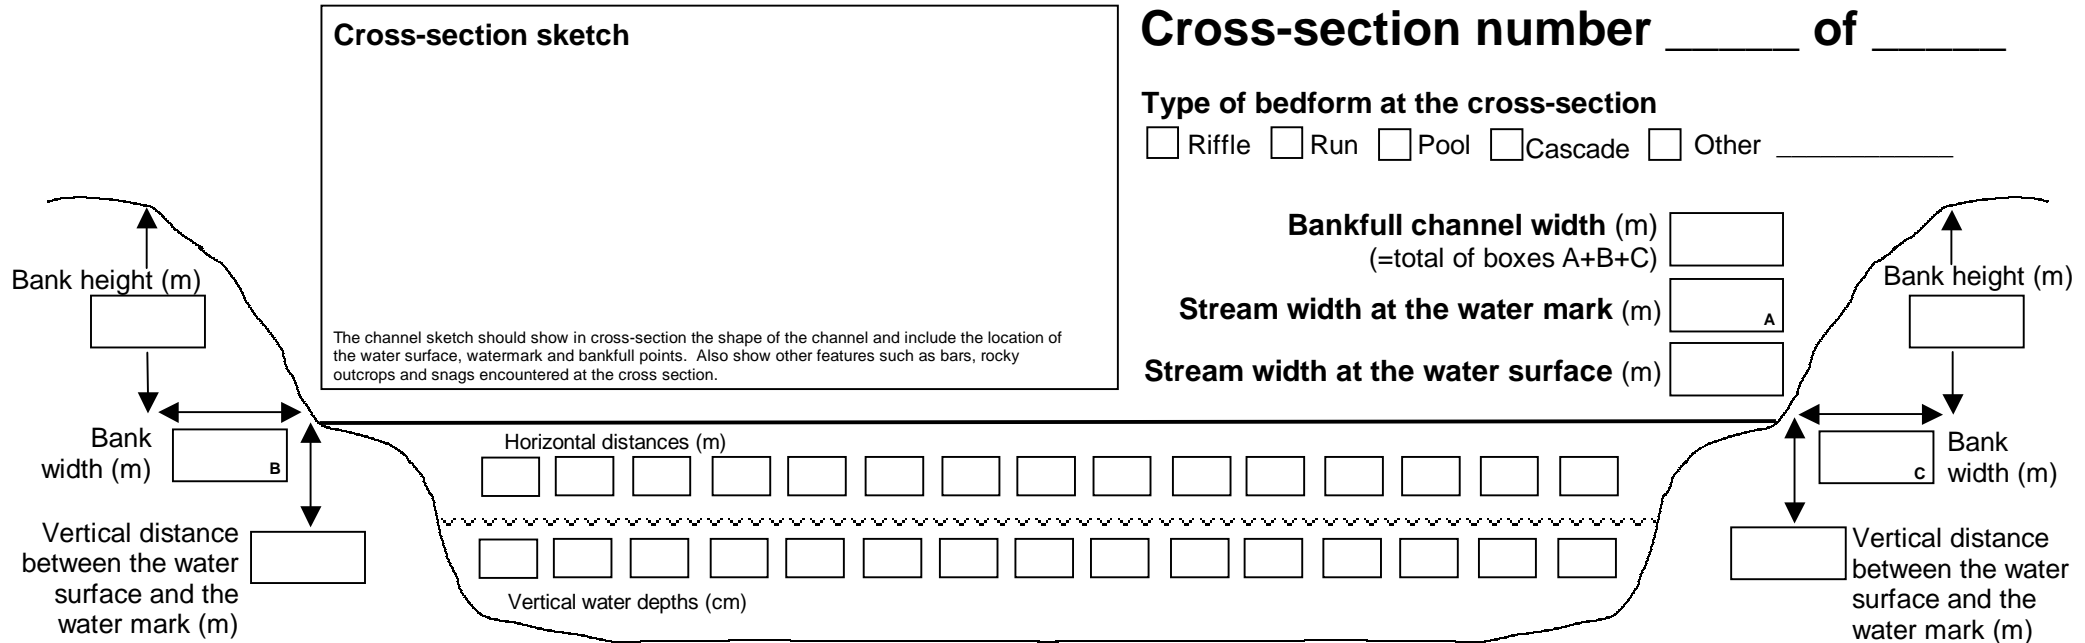 Cross-section sketch
The channel sketch should show in cross-section the shape of the channel and include the location of
the water surface, watermark and bankfull points. Also show other features such as bars, rocky
outcrops and snags encountered at the cross section.
Cross-section number _____ of _____
Type of bedform at the cross-section
Riffle Run Pool Cascade Other ____________
Bankfull channel width (m)
(=total of boxes A+B+C)
Stream width at the water mark (m) A
Stream width at the water surface (m)
Bank height (m)
Bank
width (m) B
Vertical distance
between the water
surface and the
water mark (m)
Horizontal distances (m)
Vertical water depths (cm)
Bank height (m)
C Bank
width (m)
Vertical distance
between the water
surface and the
water mark (m)